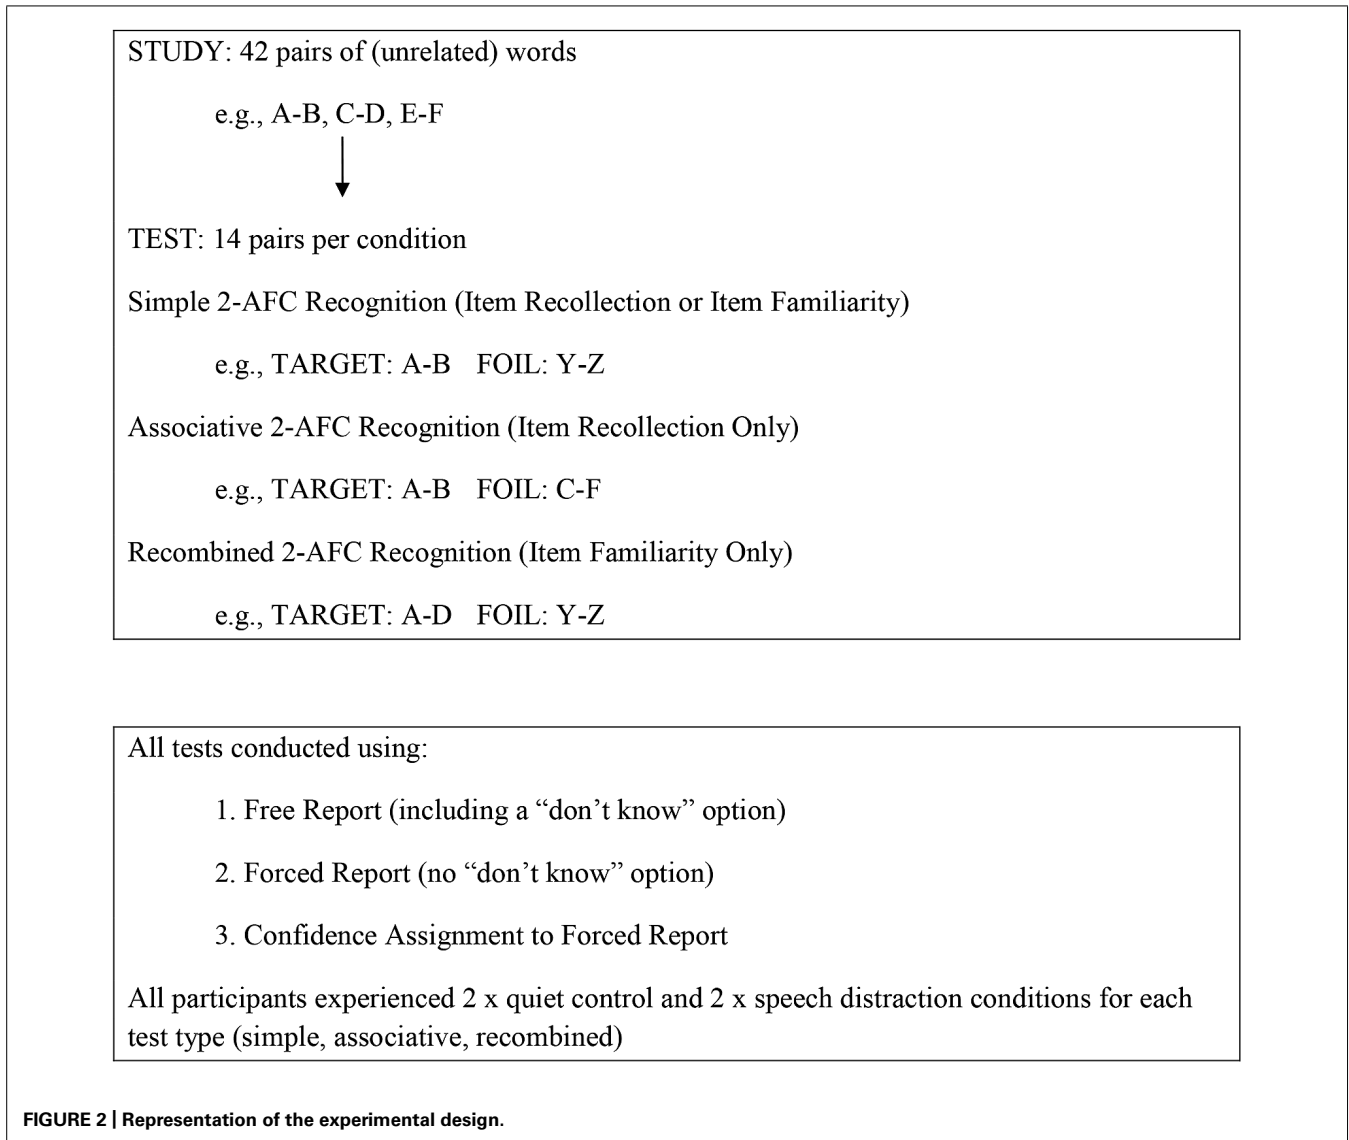 STUDY: 42 pairs of (unrelated) words
e.g., A-B, C-D, E-F
TEST: 14 pairs per condition
Simple 2-AFC Recognition (Item Recollection or Item Familiarity)
e.g., TARGET: A-B FOIL: Y-Z
Associative 2-AFC Recognition (Item Recollection Only)
e.g., TARGET: A-B FOIL: C-F
Recombined 2-AFC Recognition (Item Familiarity Only)
e.g., TARGET: A-D FOIL: Y-Z
All tests conducted using:
1. Free Report (including a “don’t know” option)
2. Forced Report (no “don’t know” option)
3. Confidence Assignment to Forced Report
All participants experienced 2 x quiet control and 2 x speech distraction conditions for each
test type (simple, associative, recombined)
FIGURE 2 | Representation of the experimental design.